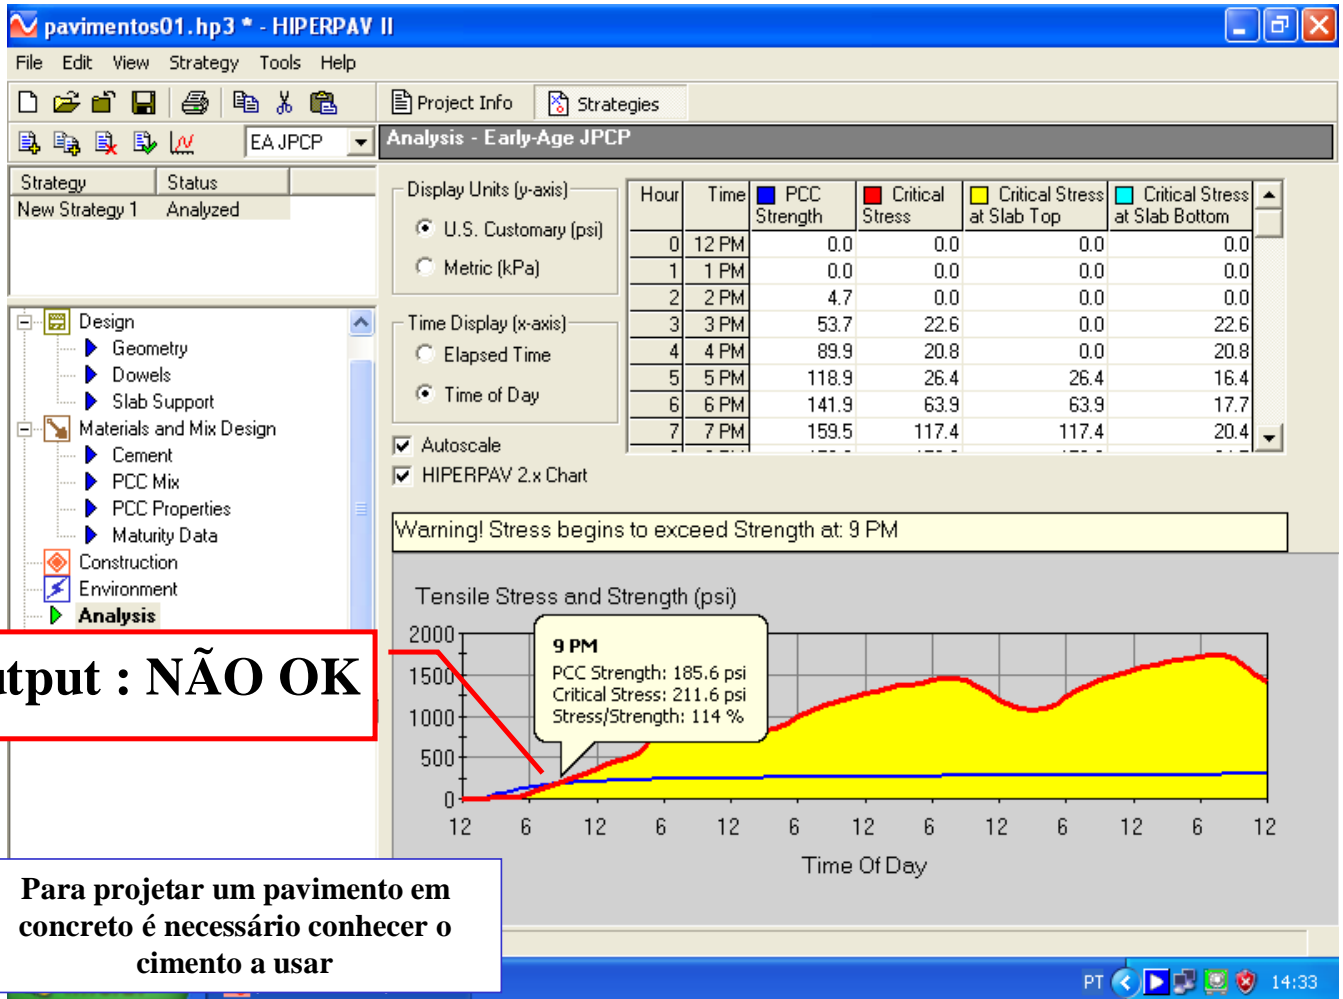 pavimentos01.hp3 * - HIPERPAV II
File Edit View Strategy Tools Help
Project Info Strategies
EA JPCP Analysis - Early-Age JPCP
Strategy Status
New Strategy 1 Analyzed
Design
Geometry
Dowels
Slab Support
Materials and Mix Design
Cement
PCC Mix
PCC Properties
Maturity Data
Construction
Environment
Analysis
Display Units (y-axis)
U.S. Customary (psi)
Metric (kPa)
Time Display (x-axis)
Elapsed Time
Time of Day
Autoscale
HIPERPAV 2.x Chart
Hour Time PCC Strength Critical Stress Critical Stress at Slab Top Critical Stress at Slab Bottom
0 12 PM 0.0 0.0 0.0 0.0
1 1 PM 0.0 0.0 0.0 0.0
2 2 PM 4.7 0.0 0.0 0.0
3 3 PM 53.7 22.6 0.0 22.6
4 4 PM 89.9 20.8 0.0 20.8
5 5 PM 118.9 26.4 26.4 16.4
6 6 PM 141.9 63.9 63.9 17.7
7 7 PM 159.5 117.4 117.4 20.4
Warning! Stress begins to exceed Strength at: 9 PM
Tensile Stress and Strength (psi)
2000
1500
1000
500
0
9 PM
PCC Strength: 185.6 psi
Critical Stress: 211.6 psi
Stress/Strength: 114 %
12 6 12 6 12 6 12 6 12 6 12 6 12
Time Of Day
utput : NÃO OK
Para projetar um pavimento em
concreto é necessário conhecer o
cimento a usar
PT 14:33